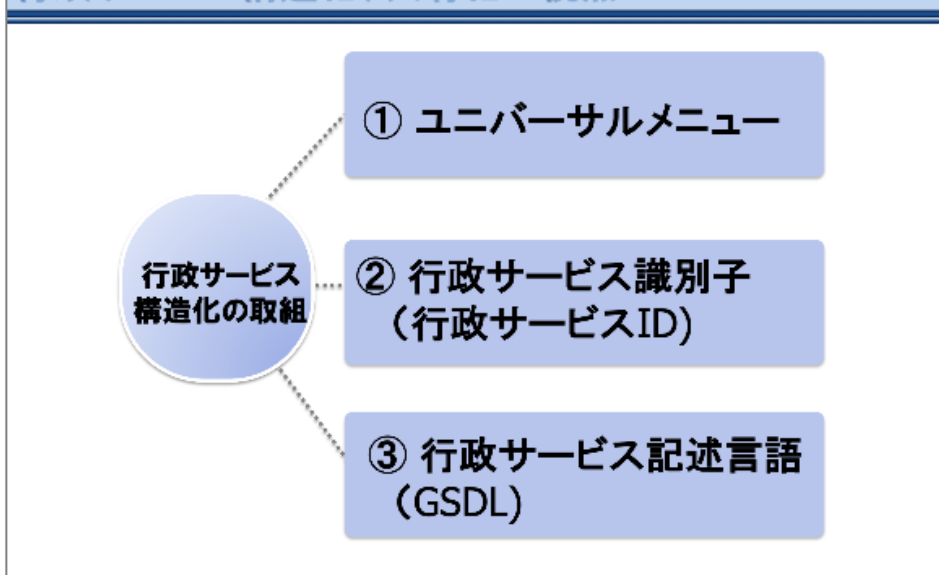 行政サービス
構造化の取組
① ユニバーサルメニュー
② 行政サービス識別子
（行政サービスID)
③ 行政サービス記述言語
（GSDL)